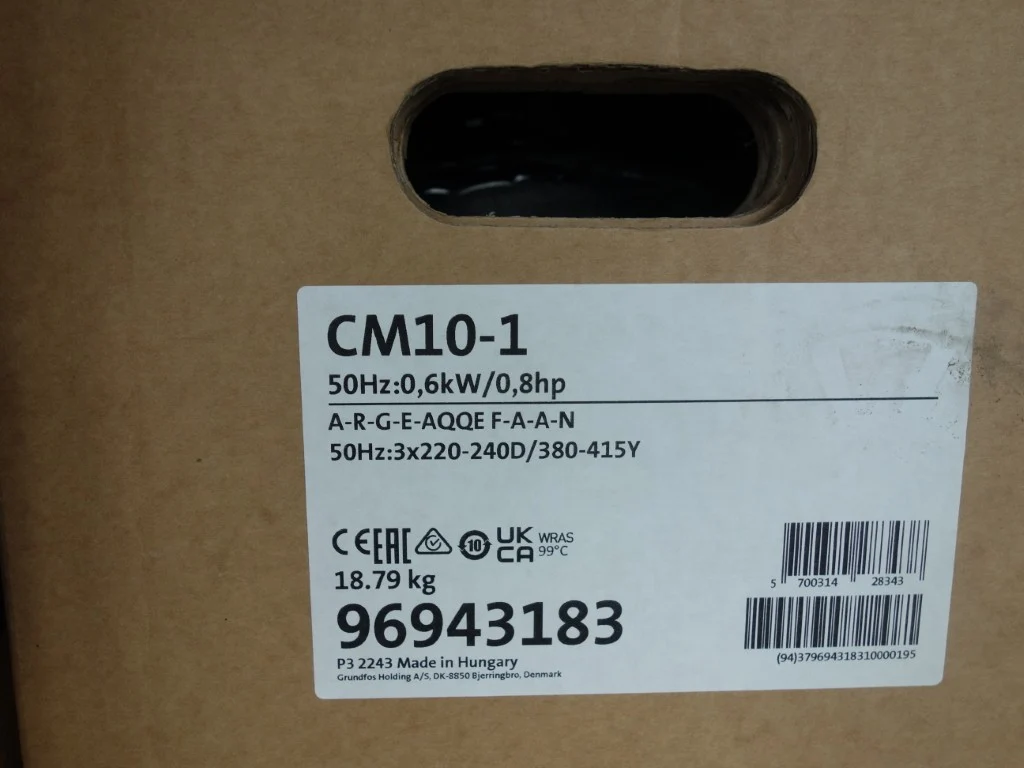 CM10-1
50Hz:0,6kW/0,8hp
A-R-G-E-AQQE F-A-A-N
50Hz:3x220-240D/380-415Y
CE EAC 10 UK CA WRAS 99°C
18.79 kg
96943183
P3 2243 Made in Hungary
Grundfos Holding A/S, DK-8850 Bjerringbro, Denmark
5 700314 28343
(94)379694318310000195